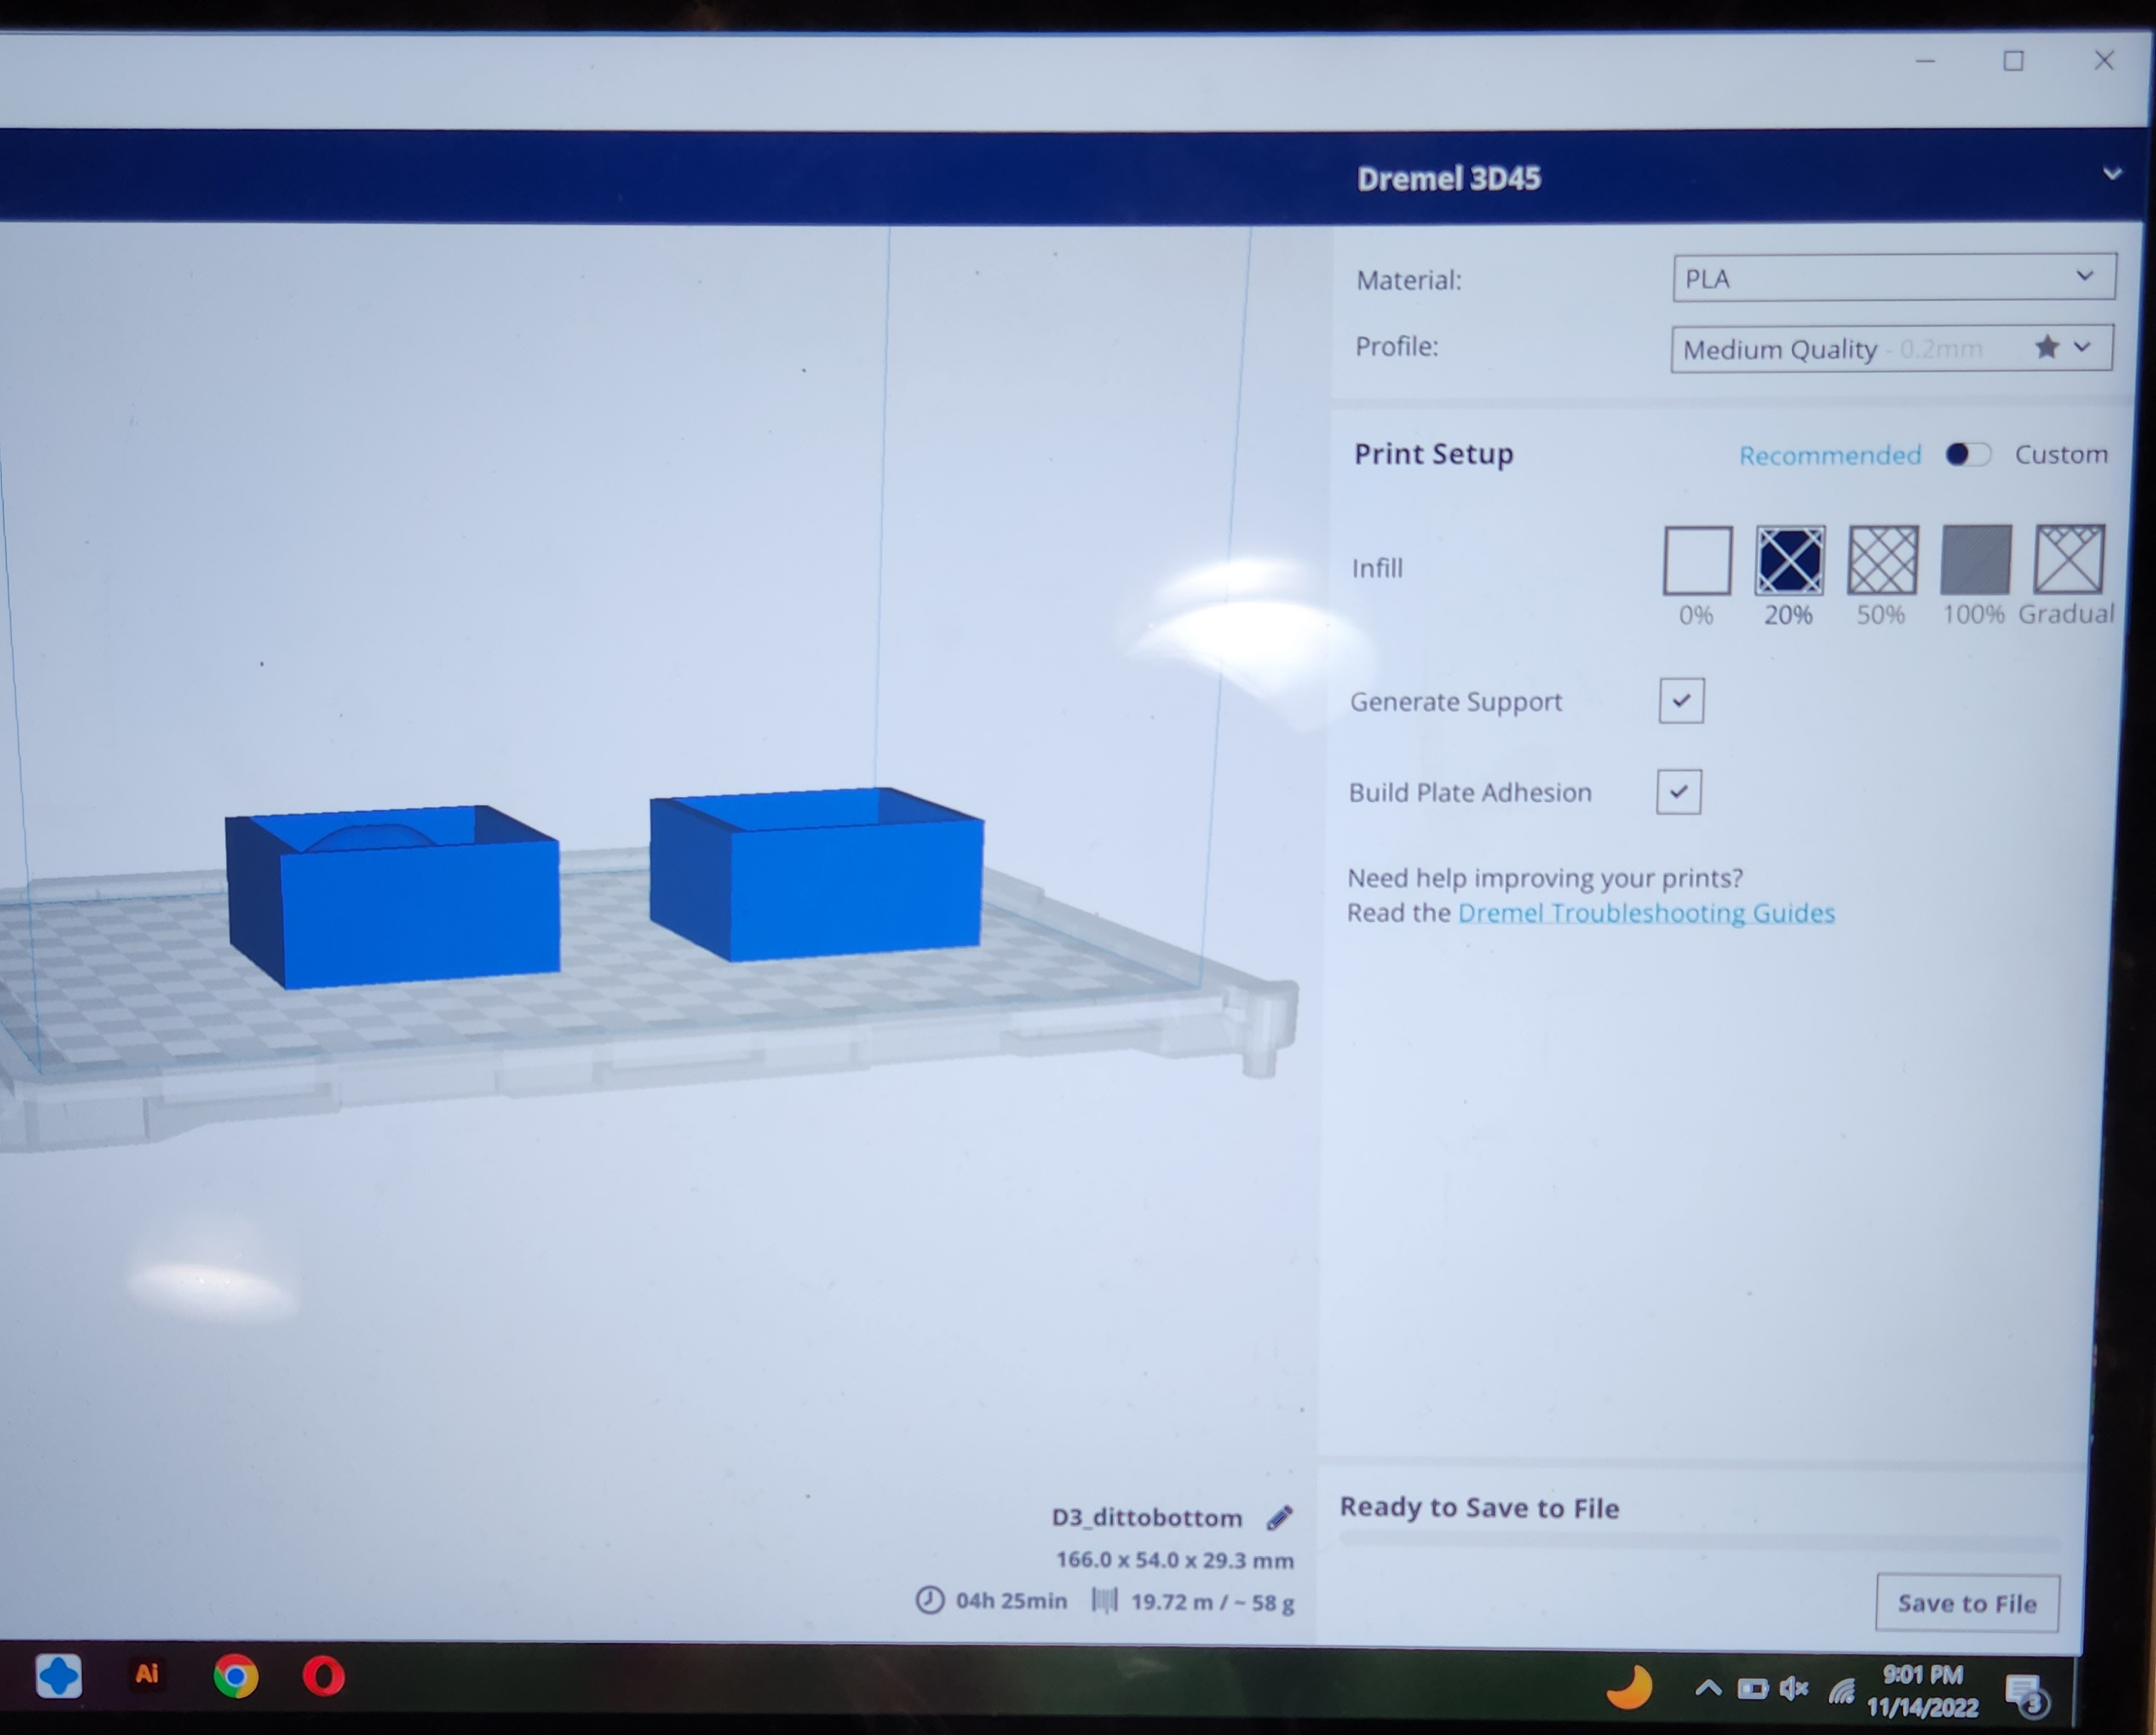 Dremel 3D45
Material:
PLA
Profile:
Medium Quality - 0.2mm
Print Setup
Recommended
Custom
Infill
0%
20%
50%
100%
Gradual
Generate Support
Build Plate Adhesion
Need help improving your prints?
Read the Dremel Troubleshooting Guides
D3_dittobottom
166.0 x 54.0 x 29.3 mm
04h 25min
19.72 m / ~ 58 g
Ready to Save to File
Save to File
Ai
9:01 PM
11/14/2022
3